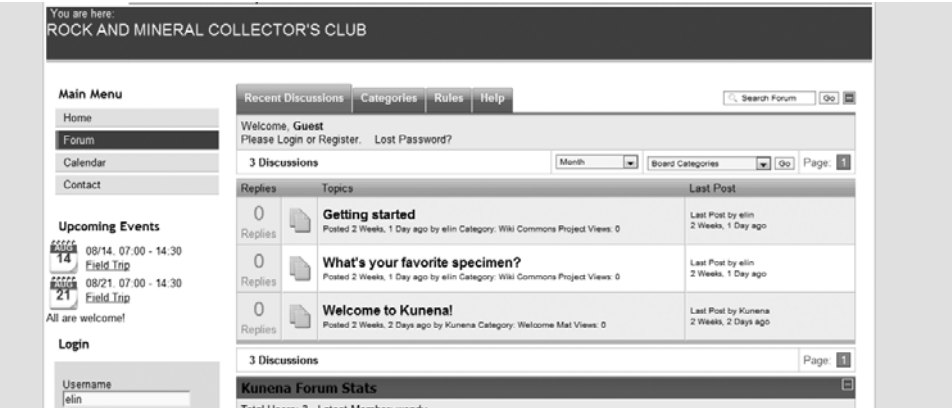 You are here:
ROCK AND MINERAL COLLECTOR'S CLUB
Main Menu
Home
Forum
Calendar
Contact
Upcoming Events
AUG 14
08/14. 07:00 - 14:30
Field Trip
AUG 21
08/21. 07:00 - 14:30
Field Trip
All are welcome!
Login
Username
elin
Recent Discussions Categories Rules Help
Search Forum Go
Welcome, Guest
Please Login or Register. Lost Password?
3 Discussions Month Board Categories Go Page: 1
Replies Topics Last Post
0 Replies
Getting started
Posted 2 Weeks, 1 Day ago by elin Category: Wiki Commons Project Views: 0
Last Post by elin
2 Weeks, 1 Day ago
0 Replies
What's your favorite specimen?
Posted 2 Weeks, 1 Day ago by elin Category: Wiki Commons Project Views: 0
Last Post by elin
2 Weeks, 1 Day ago
0 Replies
Welcome to Kunena!
Posted 2 Weeks, 2 Days ago by Kunena Category: Welcome Mat Views: 0
Last Post by Kunena
2 Weeks, 2 Days ago
3 Discussions Page: 1
Kunena Forum Stats